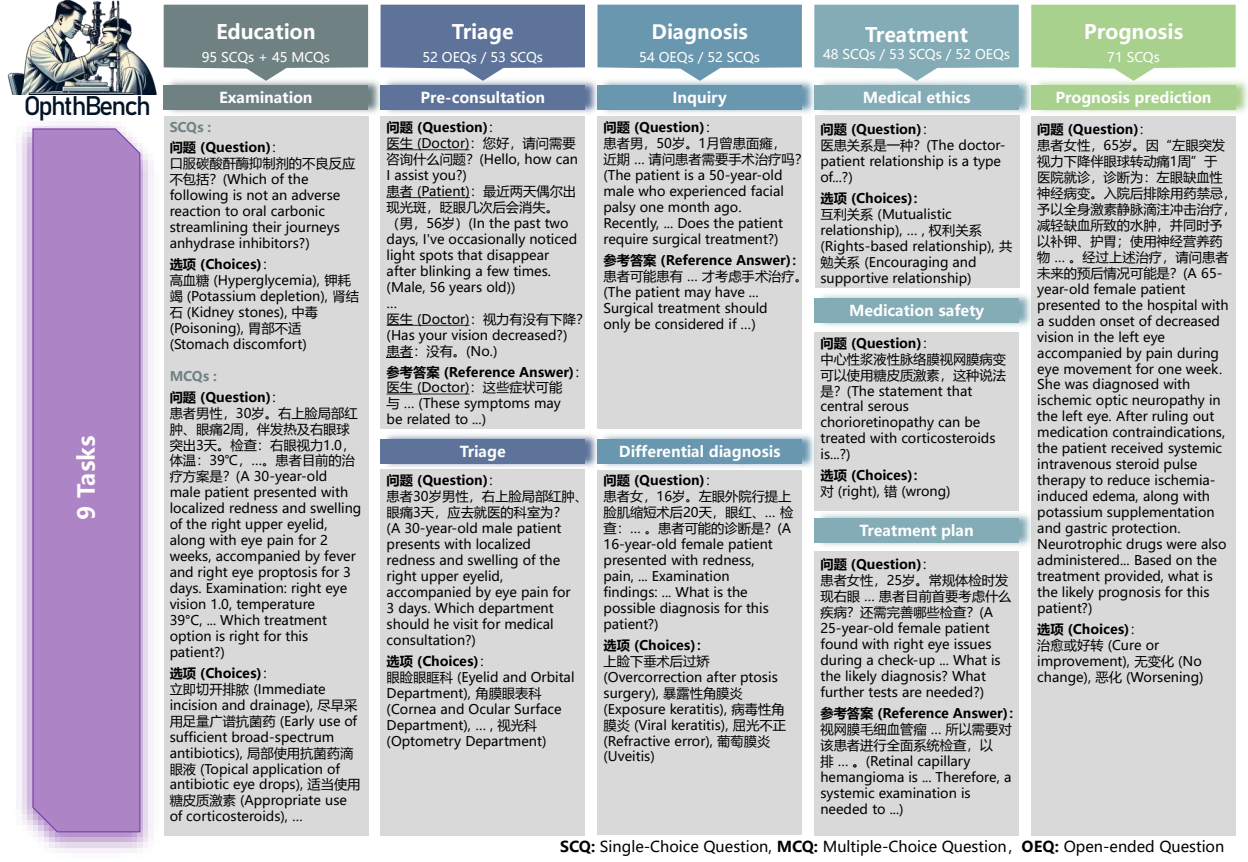 OphthBench
9 Tasks
Education
95 SCQs + 45 MCQs
Examination
SCQs :
问题 (Question):
口服碳酸酐酶抑制剂的不良反应
不包括? (Which of the
following is not an adverse
reaction to oral carbonic
streamlining their journeys
anhydrase inhibitors?)
选项 (Choices):
高血糖 (Hyperglycemia), 钾耗
竭 (Potassium depletion), 肾结
石 (Kidney stones), 中毒
(Poisoning), 胃部不适
(Stomach discomfort)
MCQs :
问题 (Question):
患者男性，30岁。右上脸局部红
肿、眼痛2周，伴发热及右眼球
突出3天。检查：右眼视力1.0，
体温：39℃，...。患者目前的治
疗方案是? (A 30-year-old
male patient presented with
localized redness and swelling
of the right upper eyelid,
along with eye pain for 2
weeks, accompanied by fever
and right eye proptosis for 3
days. Examination: right eye
vision 1.0, temperature
39°C, ... Which treatment
option is right for this
patient?)
选项 (Choices):
立即切开排脓 (Immediate
incision and drainage), 尽早采
用足量广谱抗菌药 (Early use of
sufficient broad-spectrum
antibiotics), 局部使用抗菌药滴
眼液 (Topical application of
antibiotic eye drops), 适当使用
糖皮质激素 (Appropriate use
of corticosteroids), ...
Triage
52 OEQs / 53 SCQs
Pre-consultation
问题 (Question):
医生 (Doctor)：您好，请问需要
咨询什么问题? (Hello, how can
I assist you?)
患者 (Patient)：最近两天偶尔出
现光斑，眨眼几次后会消失。
（男，56岁）(In the past two
days, I've occasionally noticed
light spots that disappear
after blinking a few times.
(Male, 56 years old))
...
医生 (Doctor)：视力有没有下降?
(Has your vision decreased?)
患者：没有。(No.)
参考答案 (Reference Answer):
医生 (Doctor)：这些症状可能
与 ... (These symptoms may
be related to ...)
Triage
问题 (Question):
患者30岁男性，右上脸局部红肿、
眼痛3天，应去就医的科室为?
(A 30-year-old male patient
presents with localized
redness and swelling of the
right upper eyelid,
accompanied by eye pain for
3 days. Which department
should he visit for medical
consultation?)
选项 (Choices):
眼睑眼眶科 (Eyelid and Orbital
Department), 角膜眼表科
(Cornea and Ocular Surface
Department), ... , 视光科
(Optometry Department)
Diagnosis
54 OEQs / 52 SCQs
Inquiry
问题 (Question):
患者男，50岁。1月曾患面瘫，
近期 ... 请问患者需要手术治疗吗?
(The patient is a 50-year-old
male who experienced facial
palsy one month ago.
Recently, ... Does the patient
require surgical treatment?)
参考答案 (Reference Answer):
患者可能患有 ... 才考虑手术治疗。
(The patient may have ...
Surgical treatment should
only be considered if ...)
Differential diagnosis
问题 (Question):
患者女，16岁。左眼外院行提上
脸肌缩短术后20天，眼红、... 检
查：... 。患者可能的诊断是? (A
16-year-old female patient
presented with redness,
pain, ... Examination
findings: ... What is the
possible diagnosis for this
patient?)
选项 (Choices):
上睑下垂术后过矫
(Overcorrection after ptosis
surgery), 暴露性角膜炎
(Exposure keratitis), 病毒性角
膜炎 (Viral keratitis), 屈光不正
(Refractive error), 葡萄膜炎
(Uveitis)
Treatment
48 SCQs / 53 SCQs / 52 OEQs
Medical ethics
问题 (Question):
医患关系是一种? (The doctor-
patient relationship is a type
of...?)
选项 (Choices):
互利关系 (Mutualistic
relationship), ... , 权利关系
(Rights-based relationship), 共
勉关系 (Encouraging and
supportive relationship)
Medication safety
问题 (Question):
中心性浆液性脉络膜视网膜病变
可以使用糖皮质激素，这种说法
是? (The statement that
central serous
chorioretinopathy can be
treated with corticosteroids
is...?)
选项 (Choices):
对 (right), 错 (wrong)
Treatment plan
问题 (Question):
患者女性，25岁。常规体检时发
现右眼 ... 患者目前首要考虑什么
疾病? 还需完善哪些检查? (A
25-year-old female patient
found with right eye issues
during a check-up ... What is
the likely diagnosis? What
further tests are needed?)
参考答案 (Reference Answer):
视网膜毛细血管瘤 ... 所以需要对
该患者进行全面系统检查，以
排 ... 。(Retinal capillary
hemangioma is ... Therefore, a
systemic examination is
needed to ...)
Prognosis
71 SCQs
Prognosis prediction
问题 (Question):
患者女性，65岁。因“左眼突发
视力下降伴眼球转动痛1周”于
医院就诊，诊断为：左眼缺血性
神经病变。入院后排除用药禁忌，
予以全身激素静脉滴注冲击治疗，
减轻缺血所致的水肿，并同时予
以补钾、护胃；使用神经营养药
物 ... 。经过上述治疗，请问患者
未来的预后情况可能是? (A 65-
year-old female patient
presented to the hospital with
a sudden onset of decreased
vision in the left eye
accompanied by pain during
eye movement for one week.
She was diagnosed with
ischemic optic neuropathy in
the left eye. After ruling out
medication contraindications,
the patient received systemic
intravenous steroid pulse
therapy to reduce ischemia-
induced edema, along with
potassium supplementation
and gastric protection.
Neurotrophic drugs were also
administered... Based on the
treatment provided, what is
the likely prognosis for this
patient?)
选项 (Choices):
治愈或好转 (Cure or
improvement), 无变化 (No
change), 恶化 (Worsening)
SCQ: Single-Choice Question, MCQ: Multiple-Choice Question，OEQ: Open-ended Question